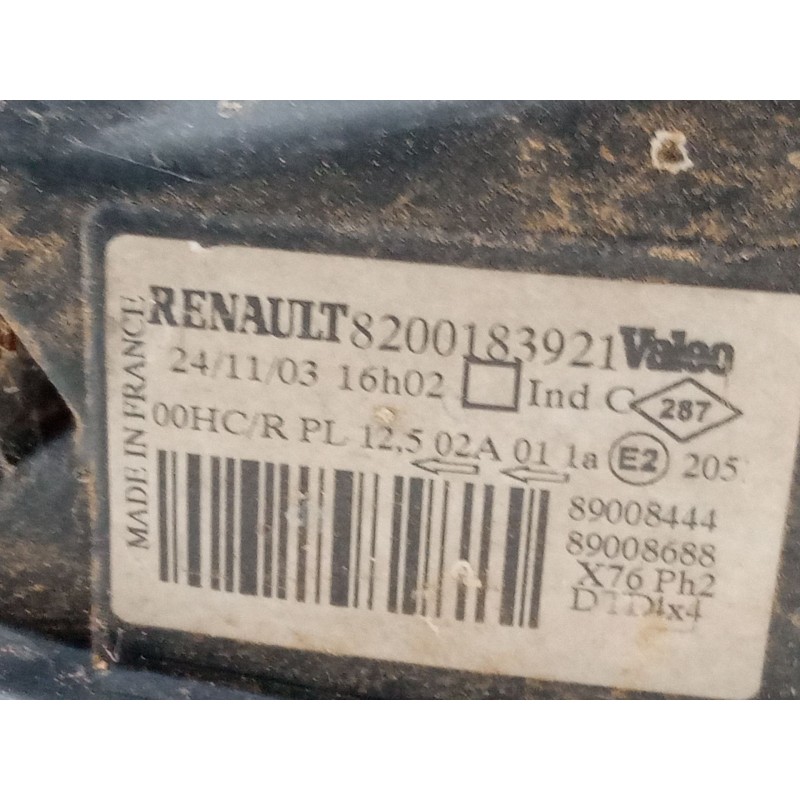 RENAULT 8200183921 Valeo
24/11/03 16h02 Ind C 287
00HC/R PL 12,5 02A 01 1a E2 205
MADE IN FRANCE
89008444
89008688
X76 Ph2
4x4